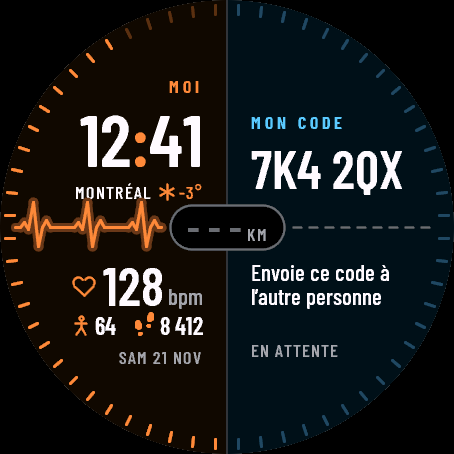 MOI
12:41
MONTRÉAL -3°
128 bpm
64 8 412
SAM 21 NOV
--- KM
MON CODE
7K4 2QX
Envoie ce code à
l'autre personne
EN ATTENTE